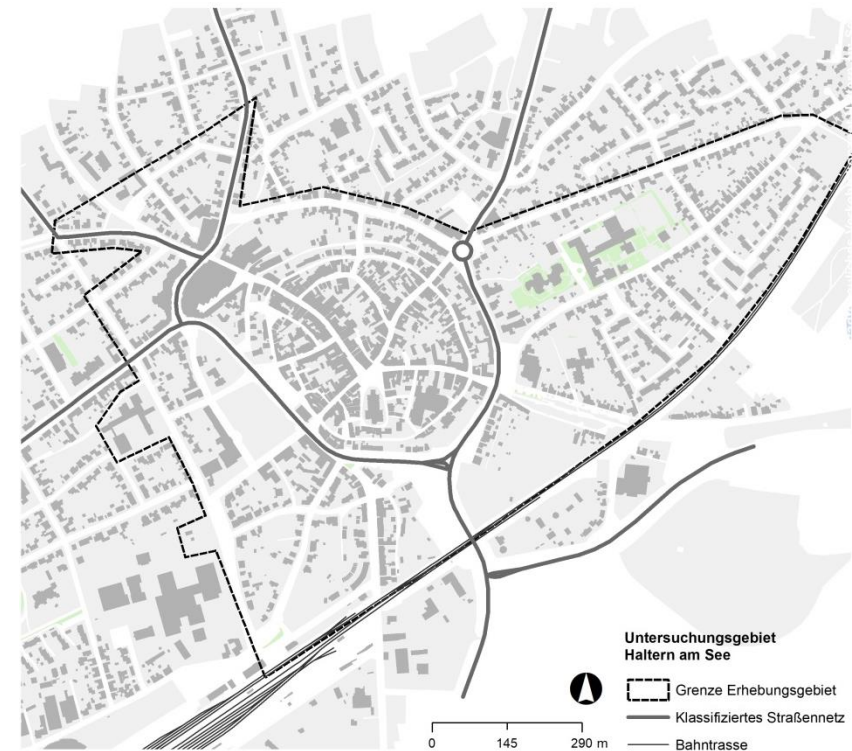 Untersuchungsgebiet
Haltern am See
Grenze Erhebungsgebiet
Klassifiziertes Straßennetz
Bahntrasse
0 145 290 m